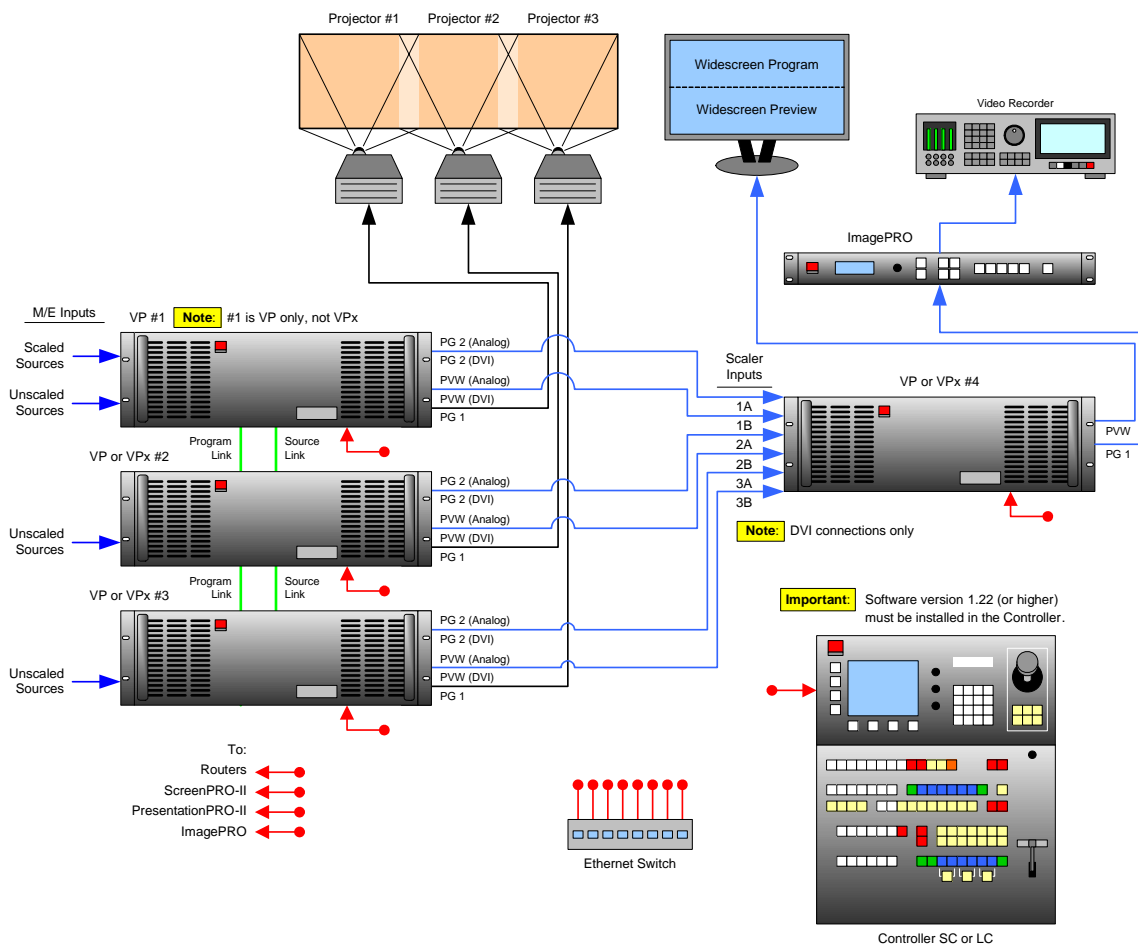 Projector #1
Projector #2
Projector #3
Widescreen Program
Widescreen Preview
Video Recorder
ImagePRO
M/E Inputs
VP #1
Note: #1 is VP only, not VPx
Scaled
Sources
Unscaled
Sources
PG 2 (Analog)
PG 2 (DVI)
PVW (Analog)
PVW (DVI)
PG 1
Program
Link
Source
Link
VP or VPx #2
Unscaled
Sources
PG 2 (Analog)
PG 2 (DVI)
PVW (Analog)
PVW (DVI)
PG 1
Program
Link
Source
Link
VP or VPx #3
Unscaled
Sources
PG 2 (Analog)
PG 2 (DVI)
PVW (Analog)
PVW (DVI)
PG 1
Scaler
Inputs
1A
1B
2A
2B
3A
3B
VP or VPx #4
PVW
PG 1
Note: DVI connections only
Important: Software version 1.22 (or higher)
must be installed in the Controller.
To:
Routers
ScreenPRO-II
PresentationPRO-II
ImagePRO
Ethernet Switch
Controller SC or LC